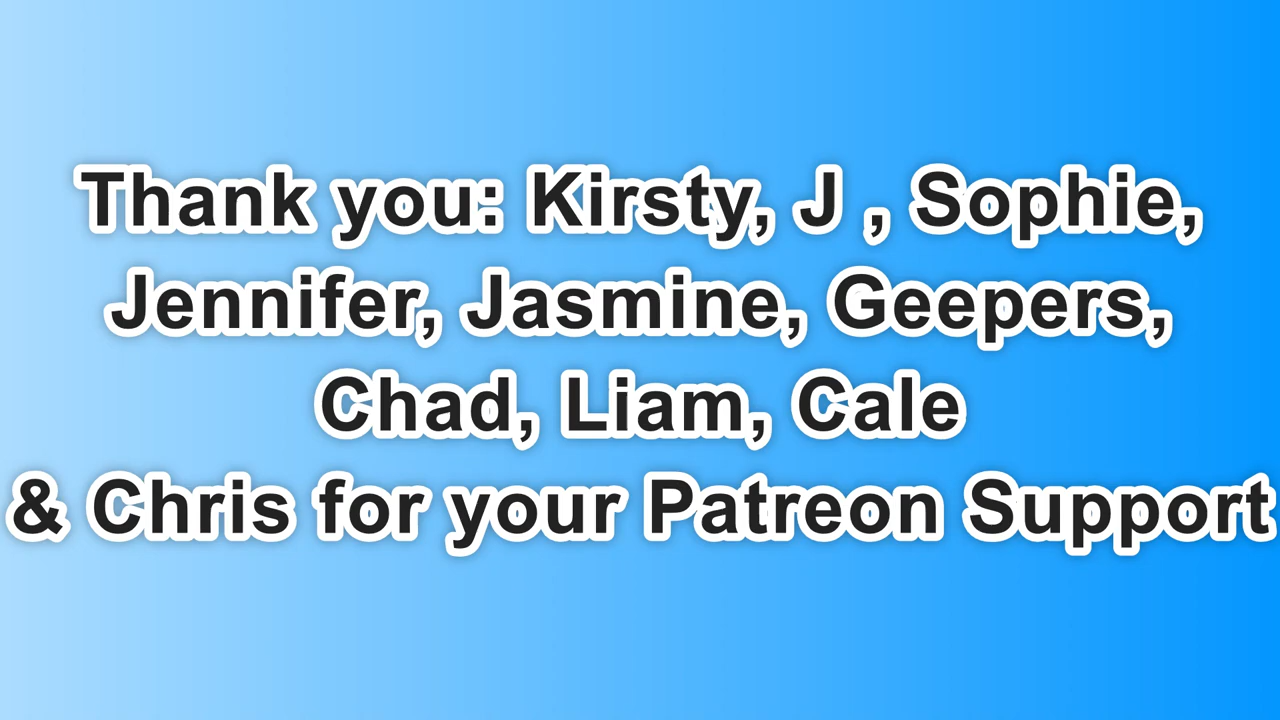 Thank you: Kirsty, J , Sophie,
Jennifer, Jasmine, Geepers,
Chad, Liam, Cale
& Chris for your Patreon Support